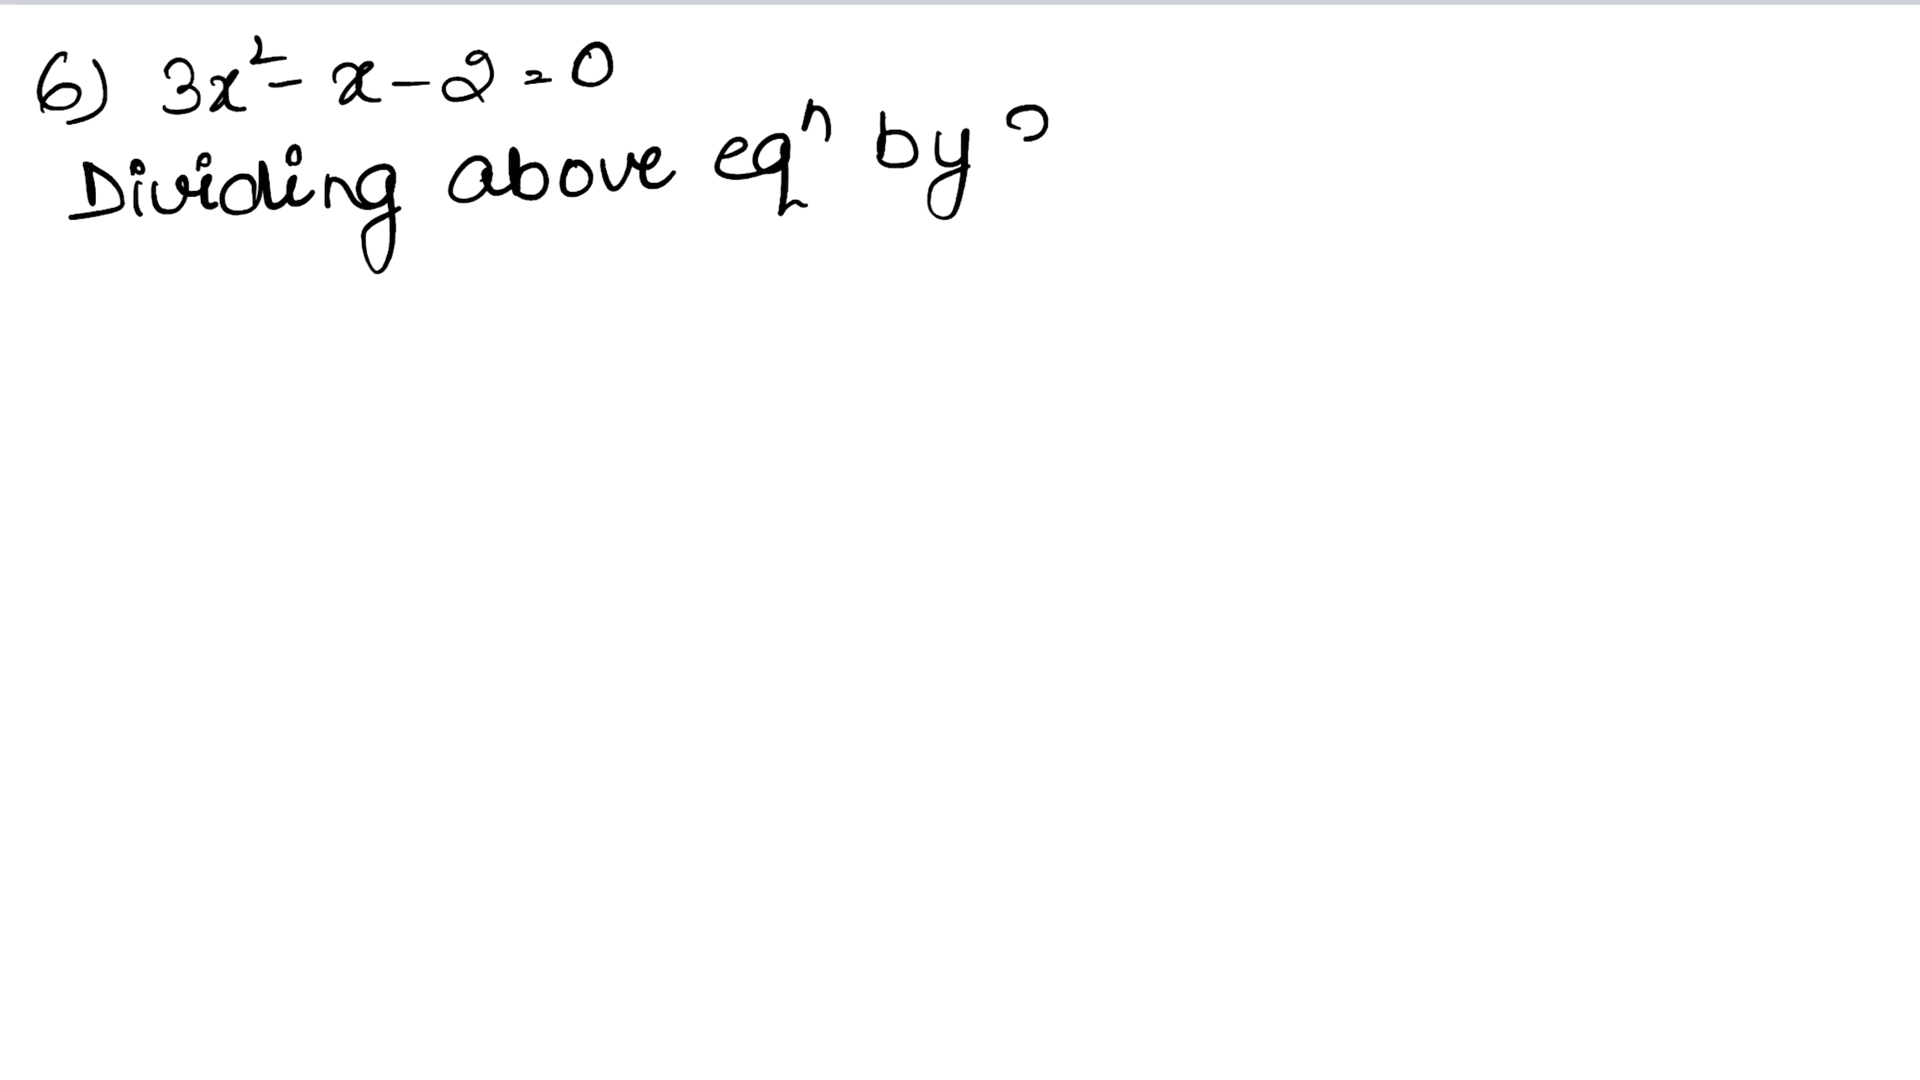 6) 3x² - x - 2 = 0
Dividing above eqⁿ by